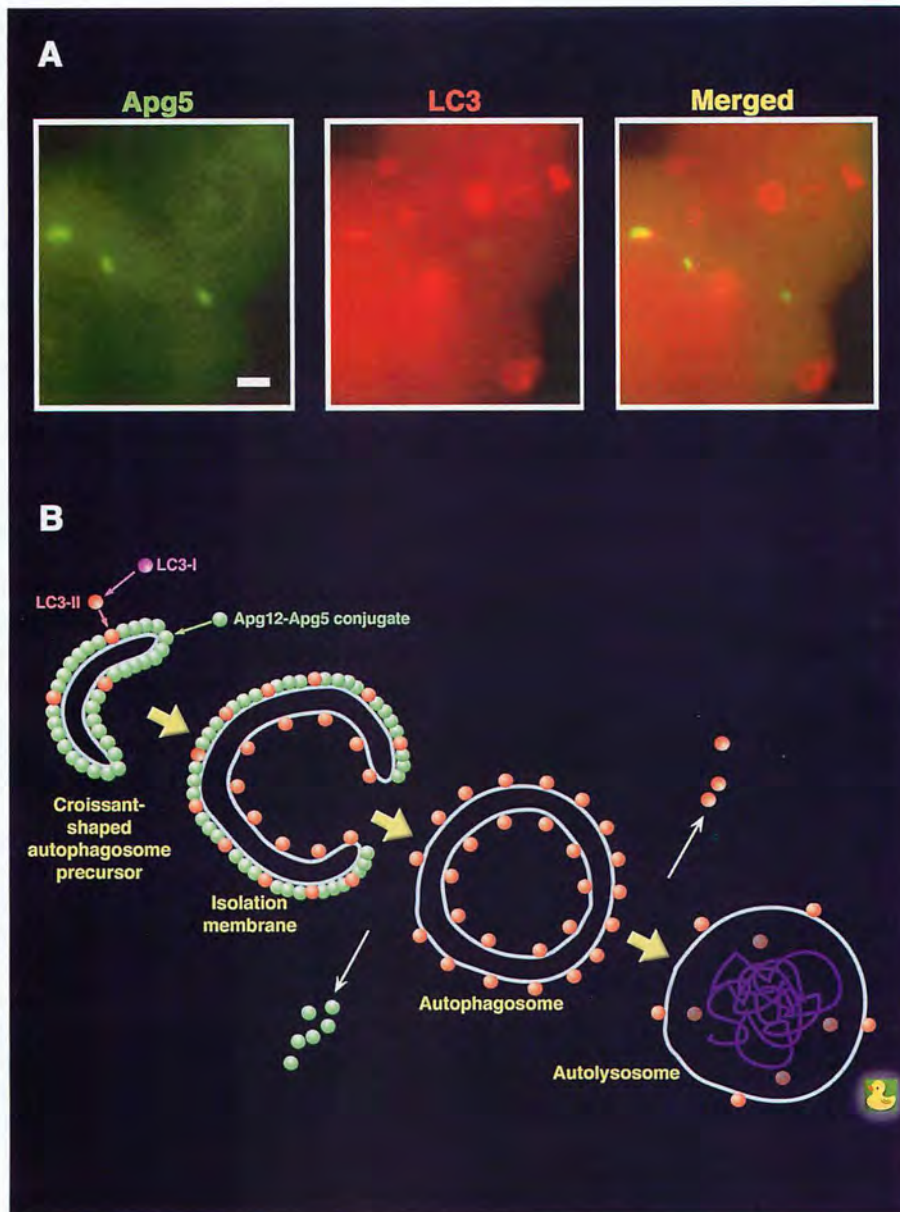 A
Apg5
LC3
Merged
B
LC3-I
LC3-II
Apg12-Apg5 conjugate
Croissant-
shaped
autophagosome
precursor
Isolation
membrane
Autophagosome
Autolysosome